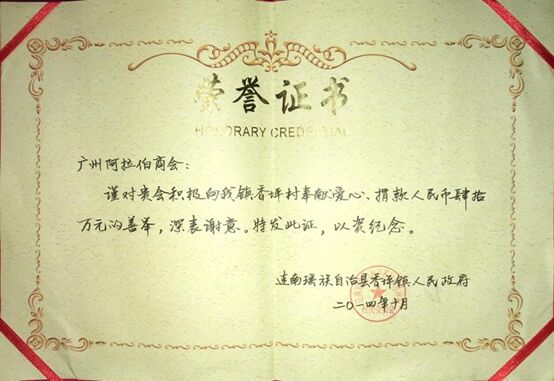 荣誉证书
HONORARY CREDENTIAL
广州阿拉伯商会：
谨对贵会积极向我镇香坪村奉献爱心、捐款人民币肆拾
万元的善举，深表谢意。特发此证，以资纪念。
连南瑶族自治县香坪镇人民政府
二〇一四年十月